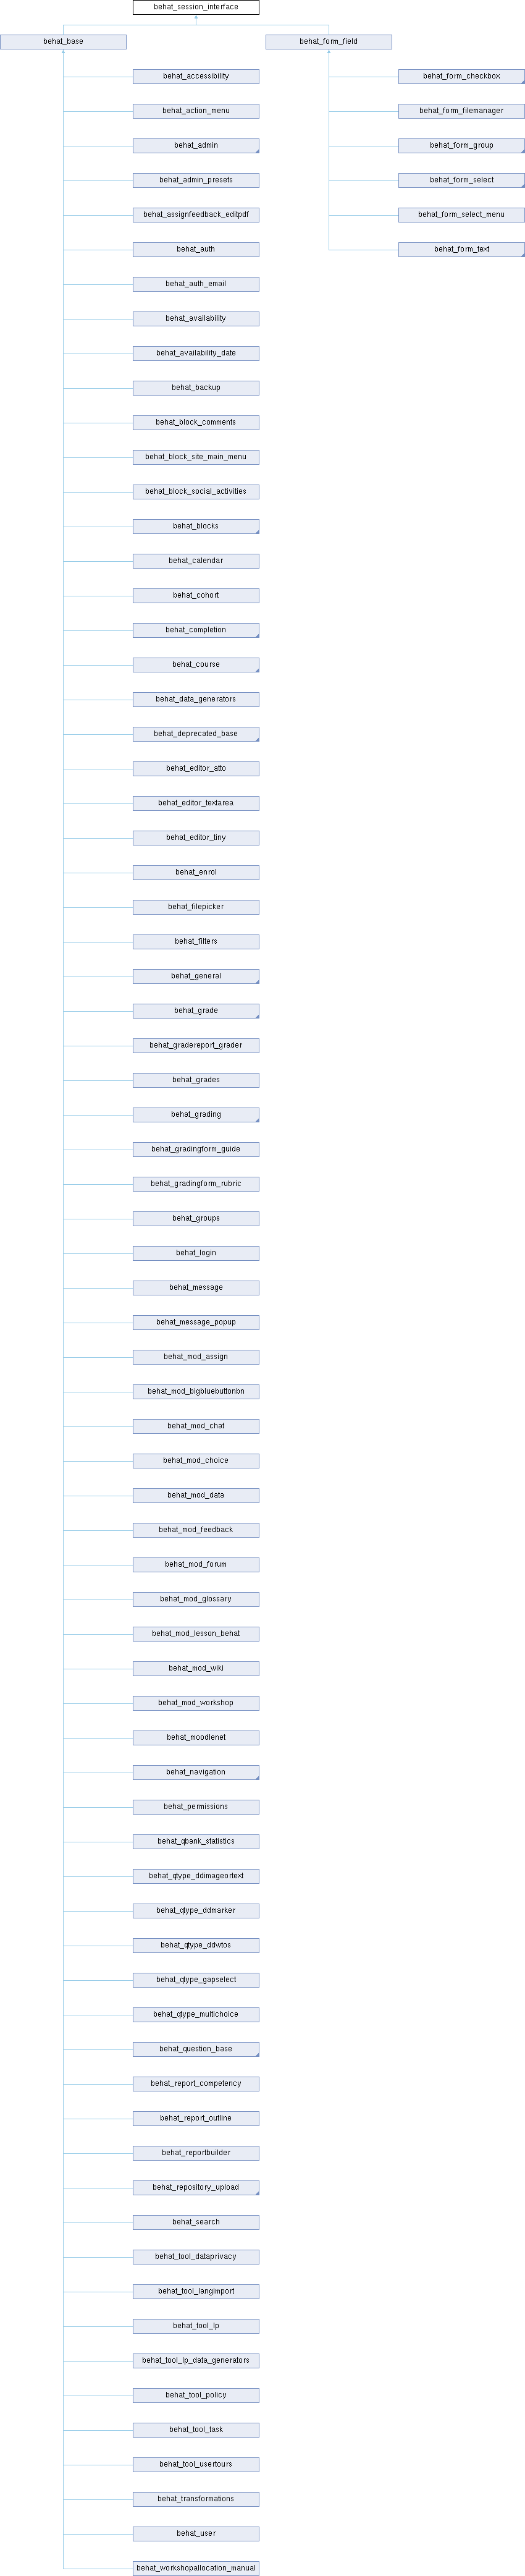 behat_session_interface
behat_base
behat_form_field
behat_accessibility
behat_form_checkbox
behat_action_menu
behat_form_filemanager
behat_admin
behat_form_group
behat_admin_presets
behat_form_select
behat_assignfeedback_editpdf
behat_form_select_menu
behat_auth
behat_form_text
behat_auth_email
behat_availability
behat_availability_date
behat_backup
behat_block_comments
behat_block_site_main_menu
behat_block_social_activities
behat_blocks
behat_calendar
behat_cohort
behat_completion
behat_course
behat_data_generators
behat_deprecated_base
behat_editor_atto
behat_editor_textarea
behat_editor_tiny
behat_enrol
behat_filepicker
behat_filters
behat_general
behat_grade
behat_gradereport_grader
behat_grades
behat_grading
behat_gradingform_guide
behat_gradingform_rubric
behat_groups
behat_login
behat_message
behat_message_popup
behat_mod_assign
behat_mod_bigbluebuttonbn
behat_mod_chat
behat_mod_choice
behat_mod_data
behat_mod_feedback
behat_mod_forum
behat_mod_glossary
behat_mod_lesson_behat
behat_mod_wiki
behat_mod_workshop
behat_moodlenet
behat_navigation
behat_permissions
behat_qbank_statistics
behat_qtype_ddimageortext
behat_qtype_ddmarker
behat_qtype_ddwtos
behat_qtype_gapselect
behat_qtype_multichoice
behat_question_base
behat_report_competency
behat_report_outline
behat_reportbuilder
behat_repository_upload
behat_search
behat_tool_dataprivacy
behat_tool_langimport
behat_tool_lp
behat_tool_lp_data_generators
behat_tool_policy
behat_tool_task
behat_tool_usertours
behat_transformations
behat_user
behat_workshopallocation_manual